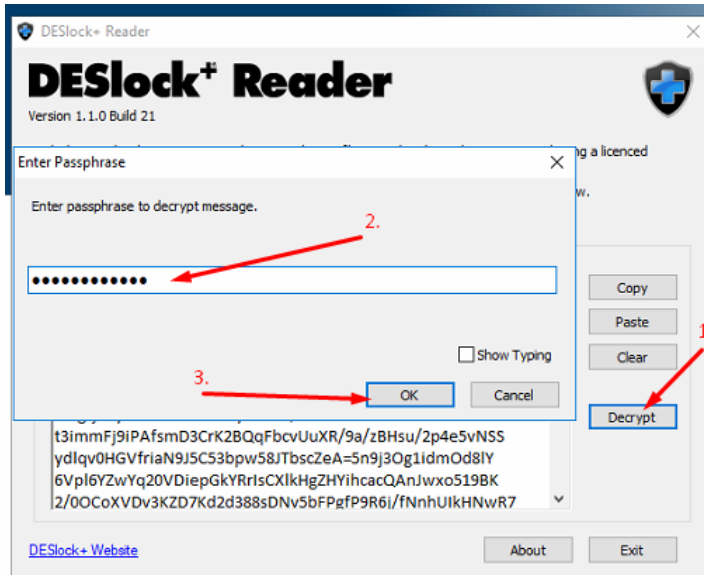 DESlock+ Reader
DESlock+ Reader
Version 1.1.0 Build 21
ng a licenced
Enter Passphrase
w.
Enter passphrase to decrypt message.
2.
••••••••••••
Copy
Paste
1
Show Typing
Clear
3.
OK
Cancel
Decrypt
t3immFj9iPAfsmD3CrK2BQqFbcvUuXR/9a/zBHsu/2p4e5vNSS
ydlqv0HGVfriaN9J5C53bpw58JTbscZeA=5n9j3Og1idmOd8lY
6Vpl6YZwYq20VDiepGkYRrIsCXlkHgZHYihcacQAnJwxo519BK
2/0OCoXVDv3KZD7Kd2d388sDNv5bFPgfP9R6j/fNnhUIkHNwR7
DESlock+ Website
About
Exit